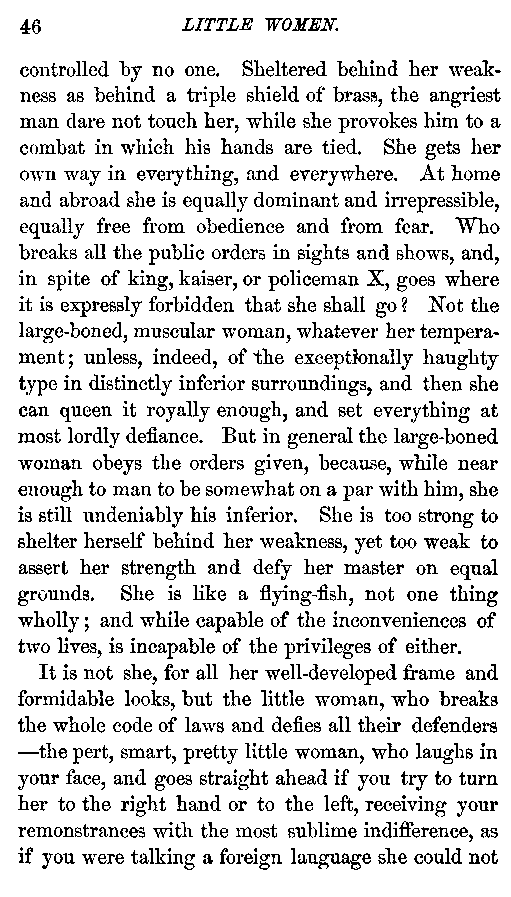 46 LITTLE WOMEN.
controlled by no one. Sheltered behind her weak-
ness as behind a triple shield of brass, the angriest
man dare not touch her, while she provokes him to a
combat in which his hands are tied. She gets her
own way in everything, and everywhere. At home
and abroad she is equally dominant and irrepressible,
equally free from obedience and from fear. Who
breaks all the public orders in sights and shows, and,
in spite of king, kaiser, or policeman X, goes where
it is expressly forbidden that she shall go? Not the
large-boned, muscular woman, whatever her tempera-
ment; unless, indeed, of the exceptionally haughty
type in distinctly inferior surroundings, and then she
can queen it royally enough, and set everything at
most lordly defiance. But in general the large-boned
woman obeys the orders given, because, while near
enough to man to be somewhat on a par with him, she
is still undeniably his inferior. She is too strong to
shelter herself behind her weakness, yet too weak to
assert her strength and defy her master on equal
grounds. She is like a flying-fish, not one thing
wholly; and while capable of the inconveniences of
two lives, is incapable of the privileges of either.
It is not she, for all her well-developed frame and
formidable looks, but the little woman, who breaks
the whole code of laws and defies all their defenders
—the pert, smart, pretty little woman, who laughs in
your face, and goes straight ahead if you try to turn
her to the right hand or to the left, receiving your
remonstrances with the most sublime indifference, as
if you were talking a foreign language she could not